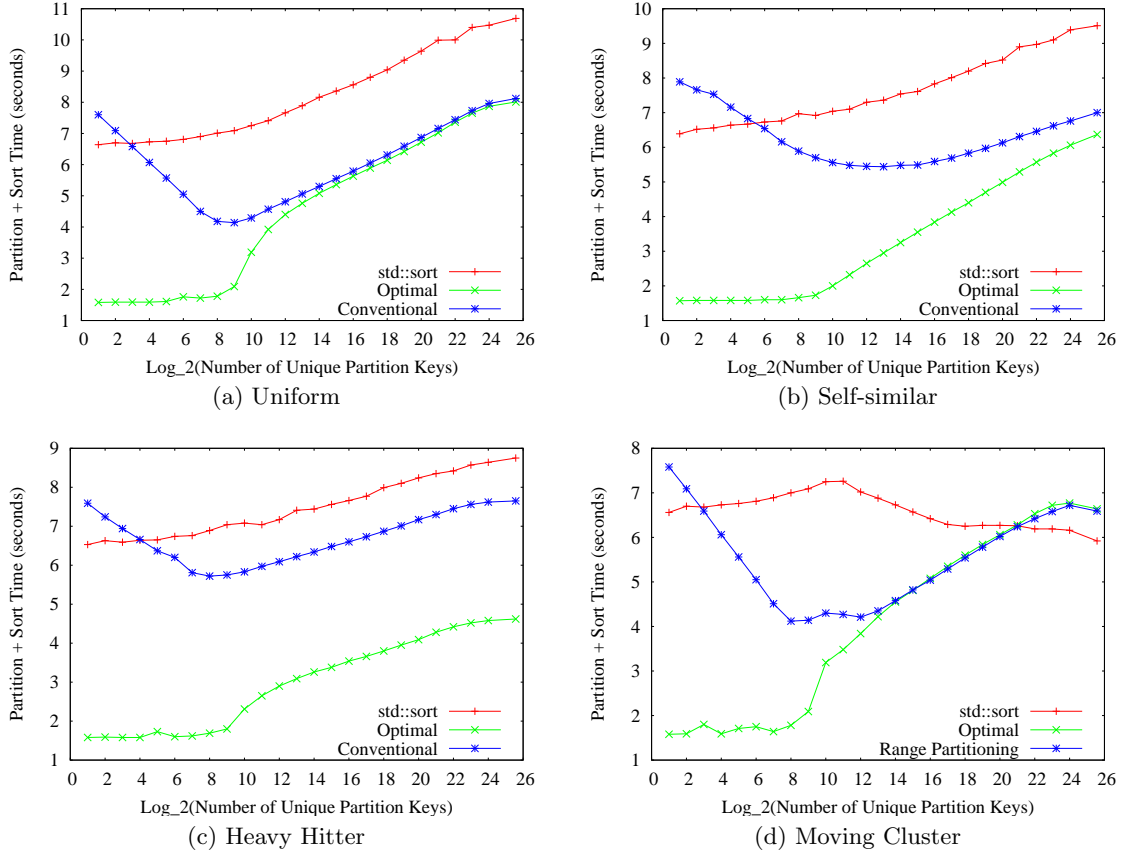 11
10
9
8
7
6
5
4
3
2
1
0 2 4 6 8 10 12 14 16 18 20 22 24 26
Partition + Sort Time (seconds)
Log_2(Number of Unique Partition Keys)
std::sort
Optimal
Conventional
(a) Uniform
10
9
8
7
6
5
4
3
2
1
0 2 4 6 8 10 12 14 16 18 20 22 24 26
Partition + Sort Time (seconds)
Log_2(Number of Unique Partition Keys)
std::sort
Optimal
Conventional
(b) Self-similar
9
8
7
6
5
4
3
2
1
0 2 4 6 8 10 12 14 16 18 20 22 24 26
Partition + Sort Time (seconds)
Log_2(Number of Unique Partition Keys)
std::sort
Optimal
Conventional
(c) Heavy Hitter
8
7
6
5
4
3
2
1
0 2 4 6 8 10 12 14 16 18 20 22 24 26
Partition + Sort Time (seconds)
Log_2(Number of Unique Partition Keys)
std::sort
Optimal
Range Partitioning
(d) Moving Cluster